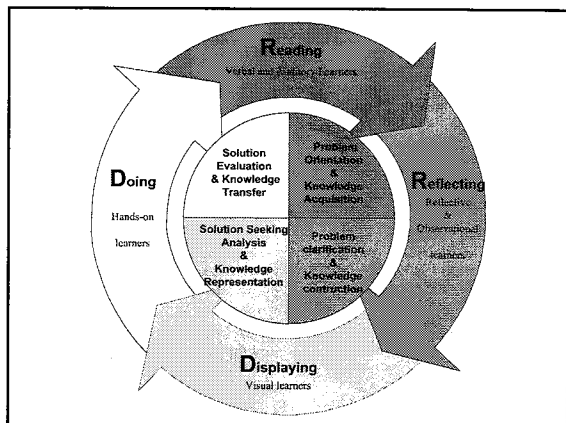 Reading
Verbal and Auditory Learners
Reflecting
Reflective
&
Observational
learners
Displaying
Visual learners
Doing
Hands-on
learners
Problem
Orientation
&
Knowledge
Acquisition
Problem
clarification
&
Knowledge
contruction
Solution Seeking
Analysis
&
Knowledge
Representation
Solution
Evaluation
& Knowledge
Transfer